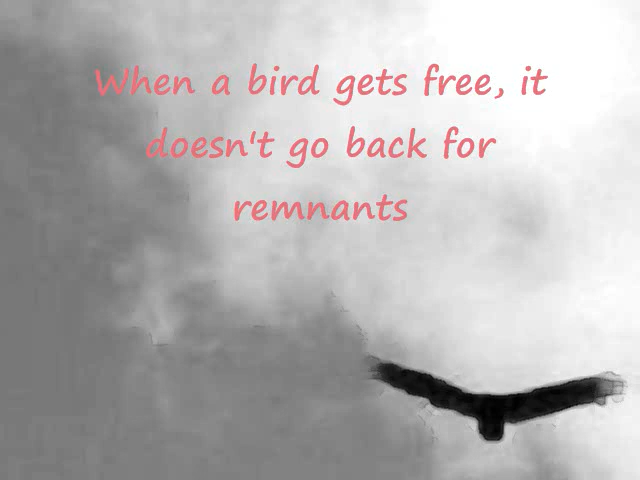 When a bird gets free, it
doesn't go back for
remnants